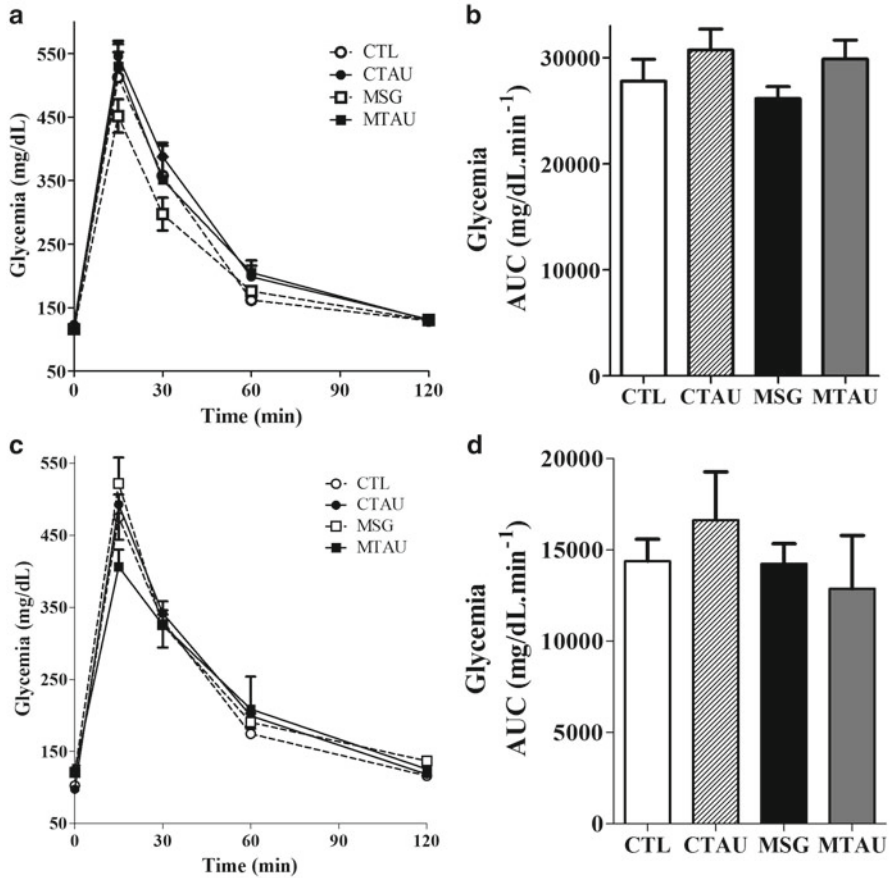 a
Glycemia (mg/dL)
550
450
350
250
150
50
0
30
60
90
120
Time (min)
CTL
CTAU
MSG
MTAU
b
Glycemia
AUC (mg/dL.min⁻¹)
30000
20000
10000
0
CTL
CTAU
MSG
MTAU
c
Glycemia (mg/dL)
550
450
350
250
150
50
0
30
60
90
120
Time (min)
CTL
CTAU
MSG
MTAU
d
Glycemia
AUC (mg/dL.min⁻¹)
20000
15000
10000
5000
0
CTL
CTAU
MSG
MTAU